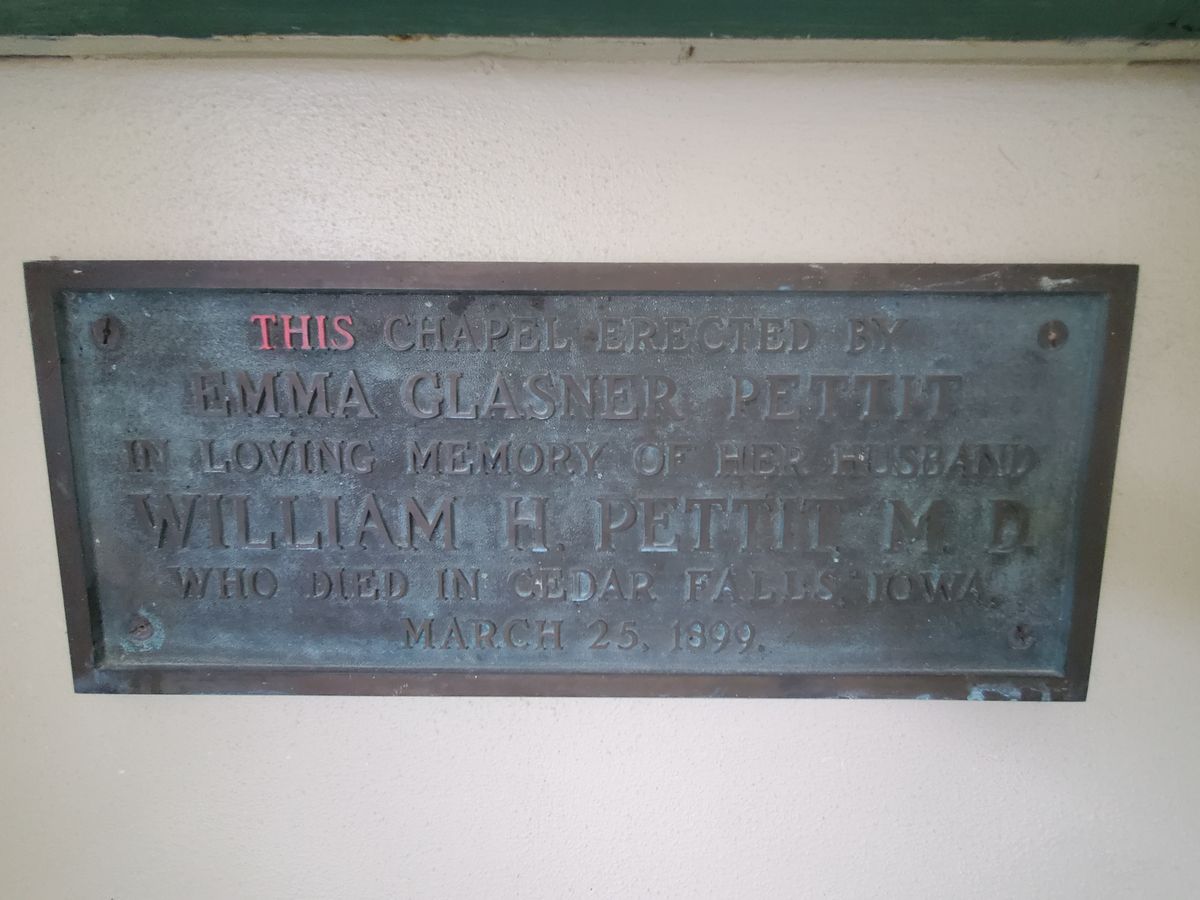 THIS CHAPEL ERECTED BY
EMMA GLASNER PETTIT
IN LOVING MEMORY OF HER HUSBAND
WILLIAM H. PETTIT, M. D.
WHO DIED IN CEDAR FALLS, IOWA,
MARCH 25, 1899.